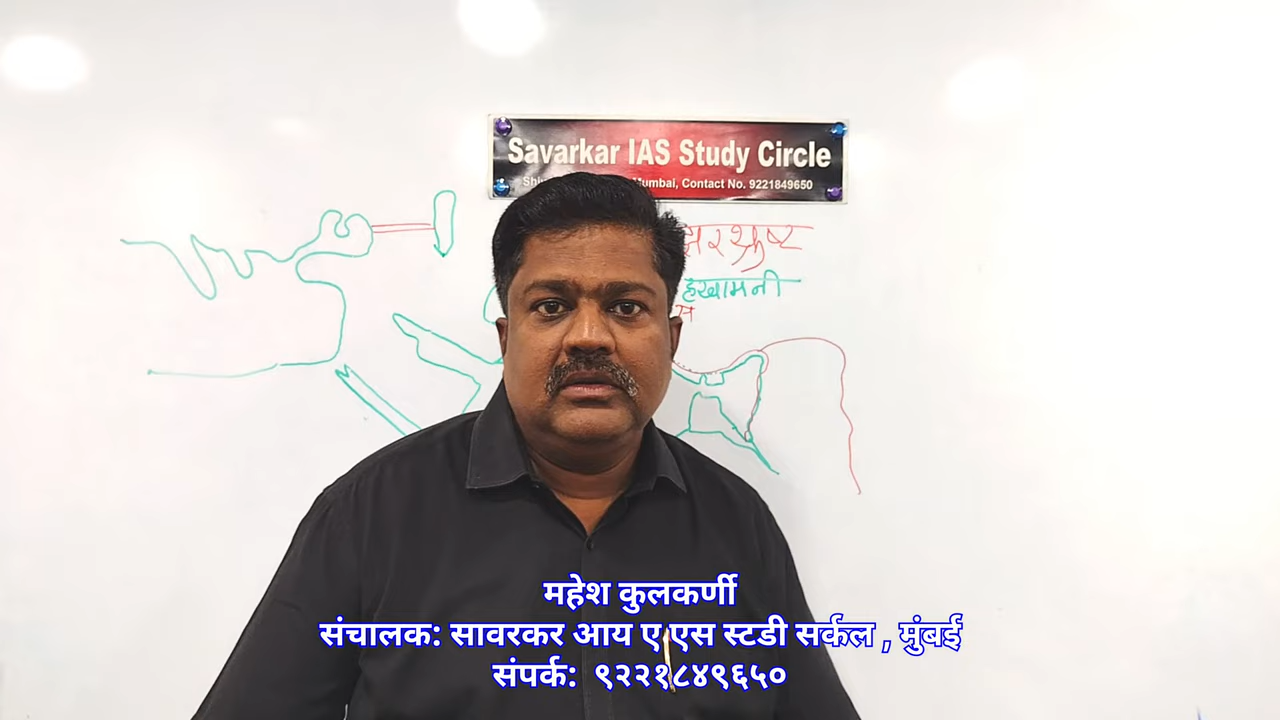 Savarkar IAS Study Circle
Mumbai, Contact No. 9221849650
हखामनी
महेश कुलकर्णी
संचालक: सावरकर आय ए एस स्टडी सर्कल , मुंबई
संपर्क: ९२२१८४९६५०